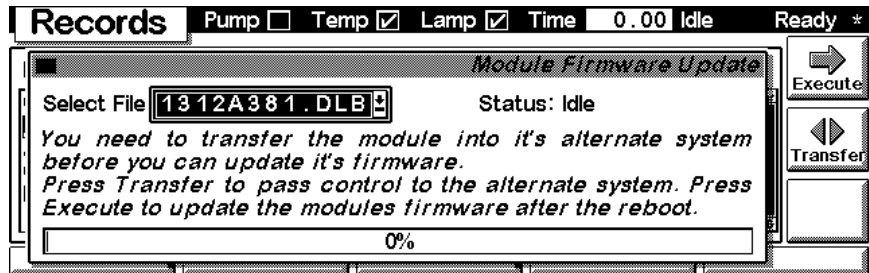 Records Pump Temp Lamp Time 0.00 Idle Ready *
Module Firmware Update
Execute
Select File 1312A381.DLB Status: Idle
You need to transfer the module into it's alternate system
before you can update it's firmware.
Press Transfer to pass control to the alternate system. Press
Execute to update the modules firmware after the reboot.
Transfer
0%